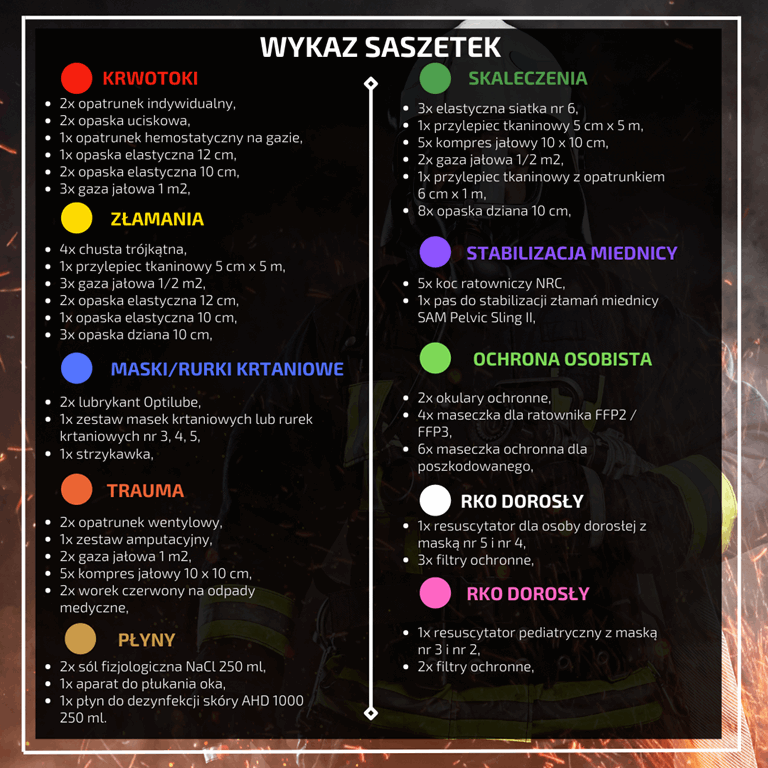 WYKAZ SASZETEK
KRWOTOKI
2x opatrunek indywidualny,
2x opaska uciskowa,
1x opatrunek hemostatyczny na gazie,
1x opaska elastyczna 12 cm,
2x opaska elastyczna 10 cm,
3x gaza jałowa 1 m2,
ZŁAMANIA
4x chusta trójkątna,
1x przylepiec tkaninowy 5 cm x 5 m,
3x gaza jałowa 1/2 m2,
2x opaska elastyczna 12 cm,
1x opaska elastyczna 10 cm,
3x opaska dziana 10 cm,
MASKI/RURKI KRTANIOWE
2x lubrykant Optilube,
1x zestaw masek krtaniowych lub rurek
krtaniowych nr 3, 4, 5,
1x strzykawka,
TRAUMA
2x opatrunek wentylowy,
1x zestaw amputacyjny,
2x gaza jałowa 1 m2,
5x kompres jałowy 10 x 10 cm,
2x worek czerwony na odpady
medyczne,
PŁYNY
2x sól fizjologiczna NaCl 250 ml,
1x aparat do płukania oka,
1x płyn do dezynfekcji skóry AHD 1000
250 ml.
SKALECZENIA
3x elastyczna siatka nr 6,
1x przylepiec tkaninowy 5 cm x 5 m,
5x kompres jałowy 10 x 10 cm,
2x gaza jałowa 1/2 m2,
1x przylepiec tkaninowy z opatrunkiem
6 cm x 1 m,
8x opaska dziana 10 cm,
STABILIZACJA MIEDNICY
5x koc ratowniczy NRC,
1x pas do stabilizacji złamań miednicy
SAM Pelvic Sling II,
OCHRONA OSOBISTA
2x okulary ochronne,
4x maseczka dla ratownika FFP2 /
FFP3,
6x maseczka ochronna dla
poszkodowanego,
RKO DOROSŁY
1x resuscytator dla osoby dorosłej z
maską nr 5 i nr 4,
3x filtry ochronne,
RKO DOROSŁY
1x resuscytator pediatryczny z maską
nr 3 i nr 2,
2x filtry ochronne,